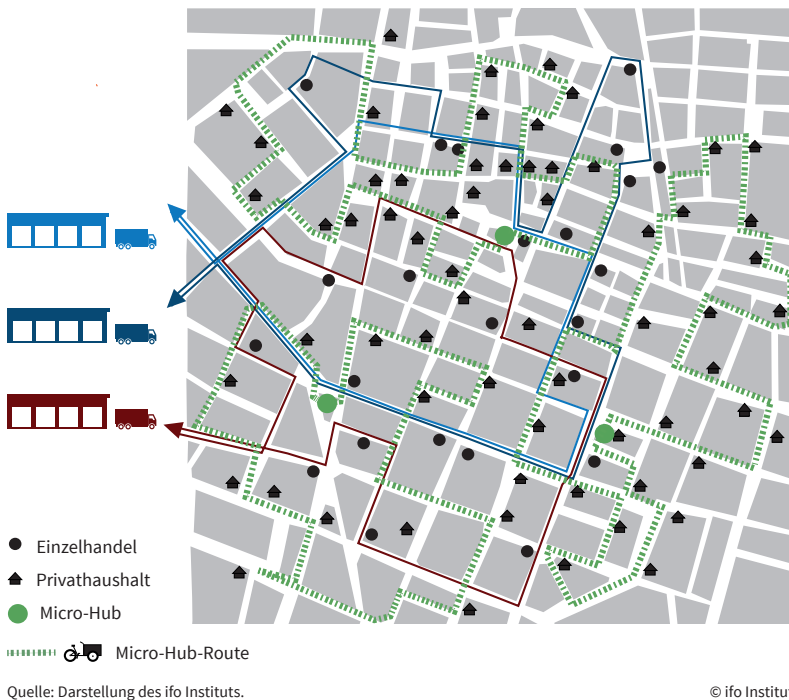 Einzelhandel
Privathaushalt
Micro-Hub
Micro-Hub-Route
Quelle: Darstellung des ifo Instituts.
© ifo Institut